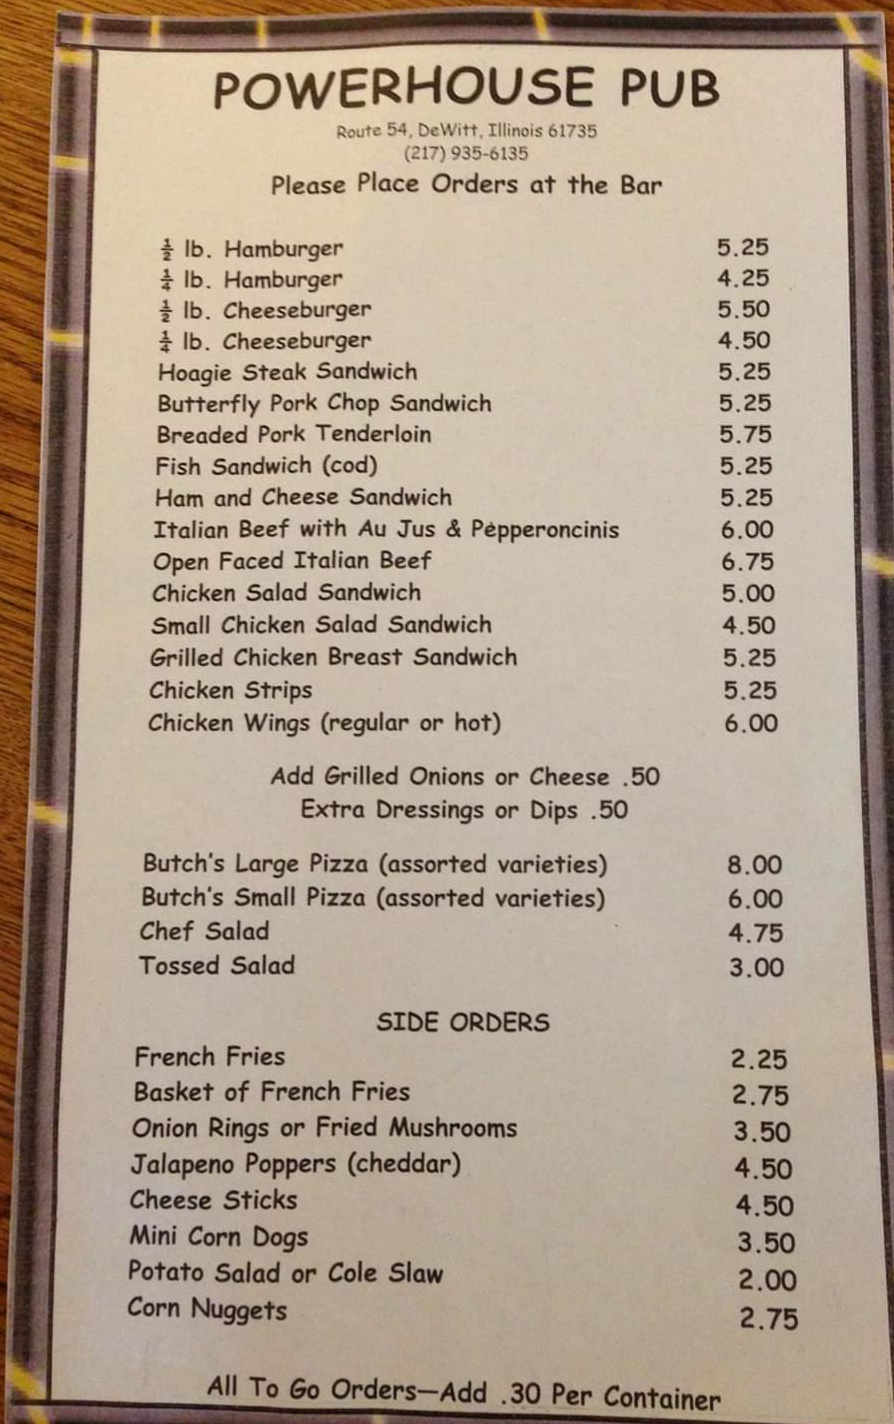 POWERHOUSE PUB
Route 54, DeWitt, Illinois 61735
(217) 935-6135
Please Place Orders at the Bar
½ lb. Hamburger 5.25
¼ lb. Hamburger 4.25
½ lb. Cheeseburger 5.50
¼ lb. Cheeseburger 4.50
Hoagie Steak Sandwich 5.25
Butterfly Pork Chop Sandwich 5.25
Breaded Pork Tenderloin 5.75
Fish Sandwich (cod) 5.25
Ham and Cheese Sandwich 5.25
Italian Beef with Au Jus & Pepperoncinis 6.00
Open Faced Italian Beef 6.75
Chicken Salad Sandwich 5.00
Small Chicken Salad Sandwich 4.50
Grilled Chicken Breast Sandwich 5.25
Chicken Strips 5.25
Chicken Wings (regular or hot) 6.00
Add Grilled Onions or Cheese .50
Extra Dressings or Dips .50
Butch's Large Pizza (assorted varieties) 8.00
Butch's Small Pizza (assorted varieties) 6.00
Chef Salad 4.75
Tossed Salad 3.00
SIDE ORDERS
French Fries 2.25
Basket of French Fries 2.75
Onion Rings or Fried Mushrooms 3.50
Jalapeno Poppers (cheddar) 4.50
Cheese Sticks 4.50
Mini Corn Dogs 3.50
Potato Salad or Cole Slaw 2.00
Corn Nuggets 2.75
All To Go Orders—Add .30 Per Container